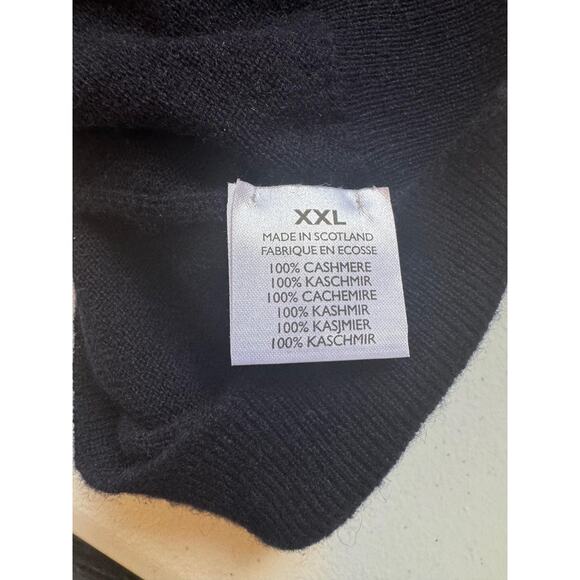 XXL
MADE IN SCOTLAND
FABRIQUE EN ECOSSE
100% CASHMERE
100% KASCHMIR
100% CACHEMIRE
100% KASHMIR
100% KASJMIER
100% KASCHMIR